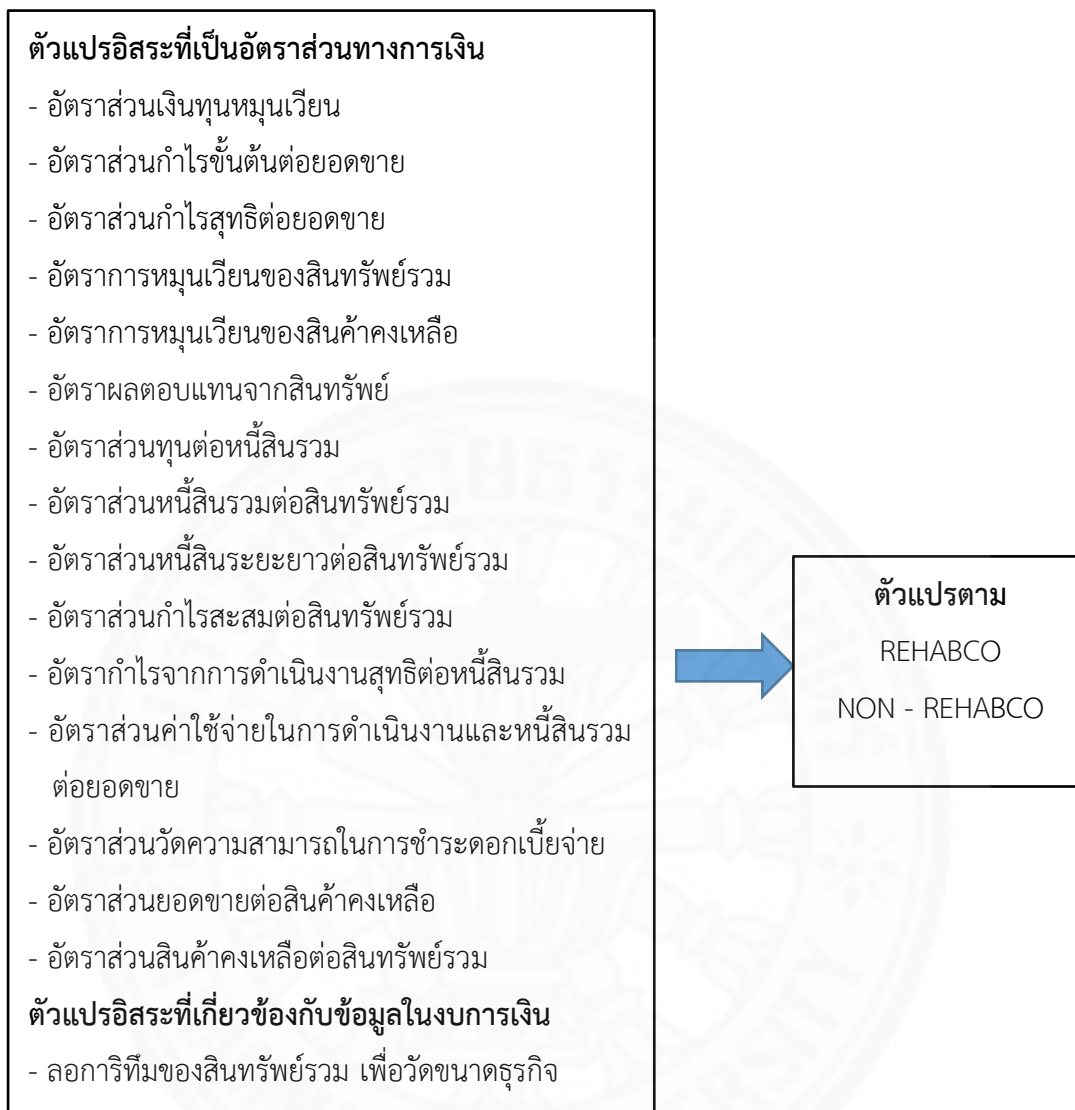 ตัวแปรอิสระที่เป็นอัตราส่วนทางการเงิน
- อัตราส่วนเงินทุนหมุนเวียน
- อัตราส่วนกำไรขั้นต้นต่อยอดขาย
- อัตราส่วนกำไรสุทธิต่อยอดขาย
- อัตราการหมุนเวียนของสินทรัพย์รวม
- อัตราการหมุนเวียนของสินค้าคงเหลือ
- อัตราผลตอบแทนจากสินทรัพย์
- อัตราส่วนทุนต่อหนี้สินรวม
- อัตราส่วนหนี้สินรวมต่อสินทรัพย์รวม
- อัตราส่วนหนี้สินระยะยาวต่อสินทรัพย์รวม
- อัตราส่วนกำไรสะสมต่อสินทรัพย์รวม
- อัตรากำไรจากการดำเนินงานสุทธิต่อหนี้สินรวม
- อัตราส่วนค่าใช้จ่ายในการดำเนินงานและหนี้สินรวม
ต่อยอดขาย
- อัตราส่วนวัดความสามารถในการชำระดอกเบี้ยจ่าย
- อัตราส่วนยอดขายต่อสินค้าคงเหลือ
- อัตราส่วนสินค้าคงเหลือต่อสินทรัพย์รวม
ตัวแปรอิสระที่เกี่ยวข้องกับข้อมูลในงบการเงิน
- ลอการิทึมของสินทรัพย์รวม เพื่อวัดขนาดธุรกิจ
ตัวแปรตาม
REHABCO
NON - REHABCO